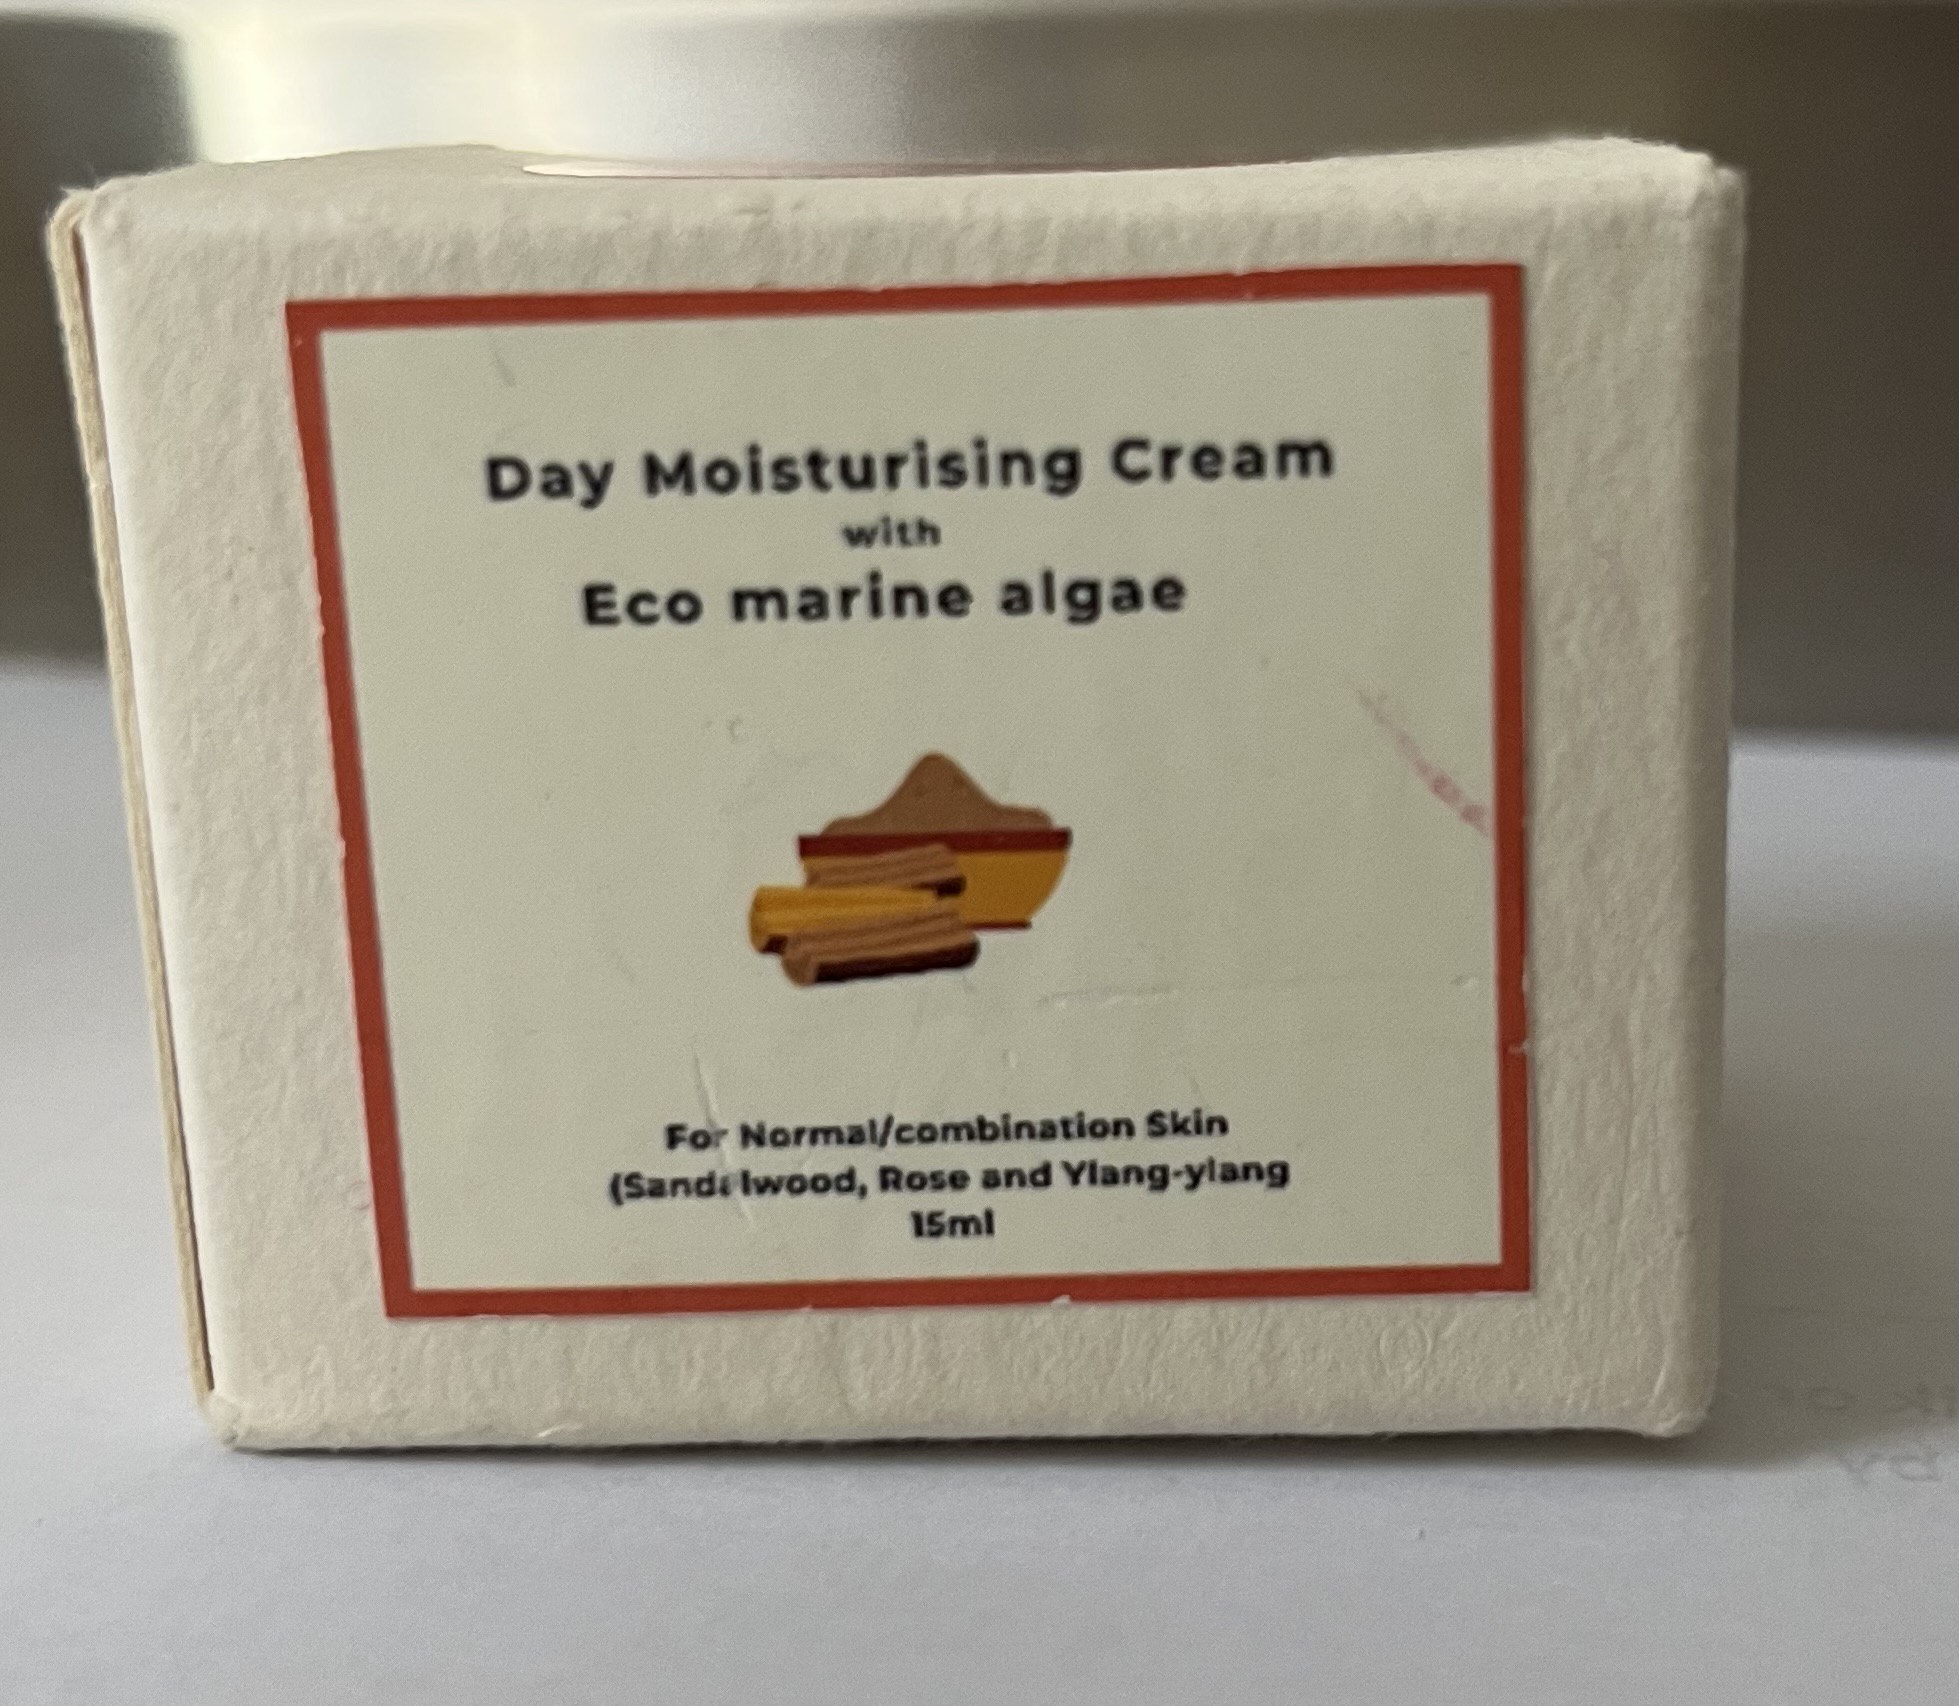 Day Moisturising Cream
with
Eco marine algae
For Normal/combination Skin
(Sandalwood, Rose and Ylang-ylang
15ml